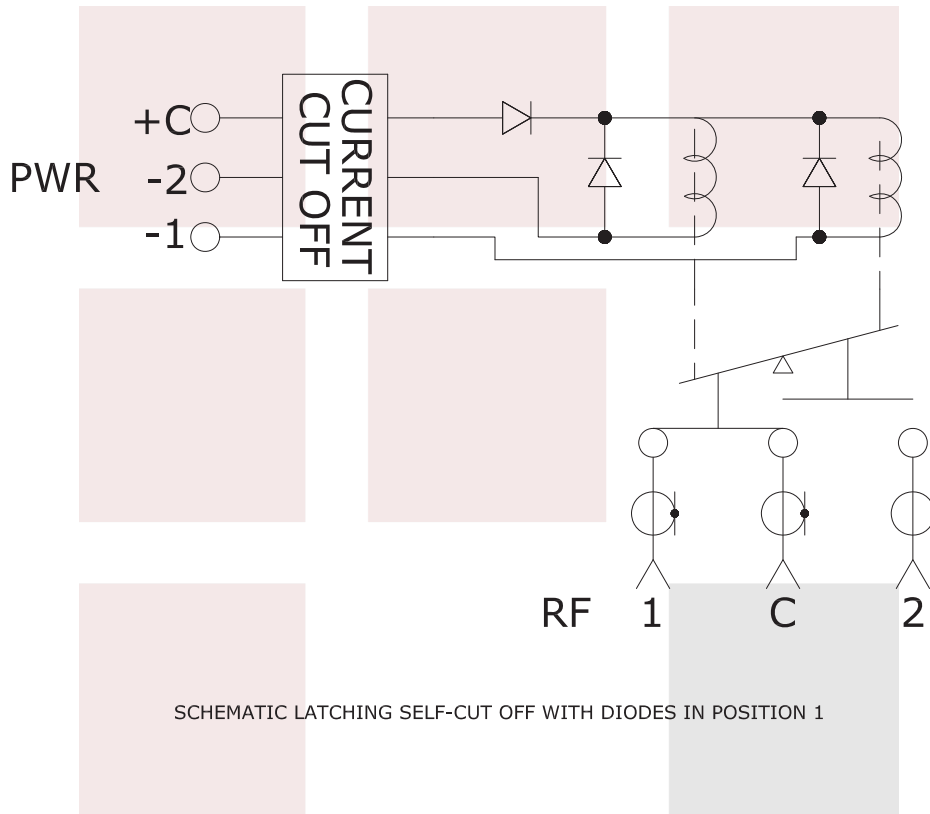 +C
PWR -2
-1
CURRENT
CUT OFF
RF 1 C 2
SCHEMATIC LATCHING SELF-CUT OFF WITH DIODES IN POSITION 1